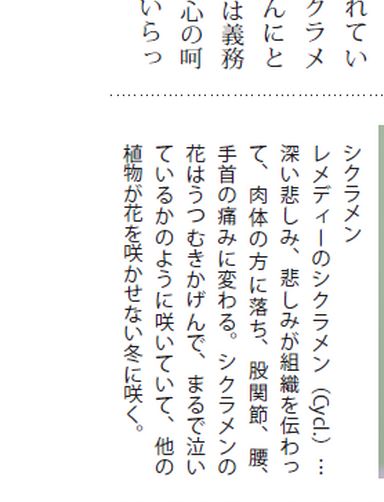 れてい
クラメ
んにと
は義務
心の呵
いらっ
シクラメン
レメディーのシクラメン（Cycl.）…
深い悲しみ、悲しみが組織を伝わっ
て、肉体の方に落ち、股関節、腰、
手首の痛みに変わる。シクラメンの
花はうつむきかげんで、まるで泣い
ているかのように咲いていて、他の
植物が花を咲かせない冬に咲く。